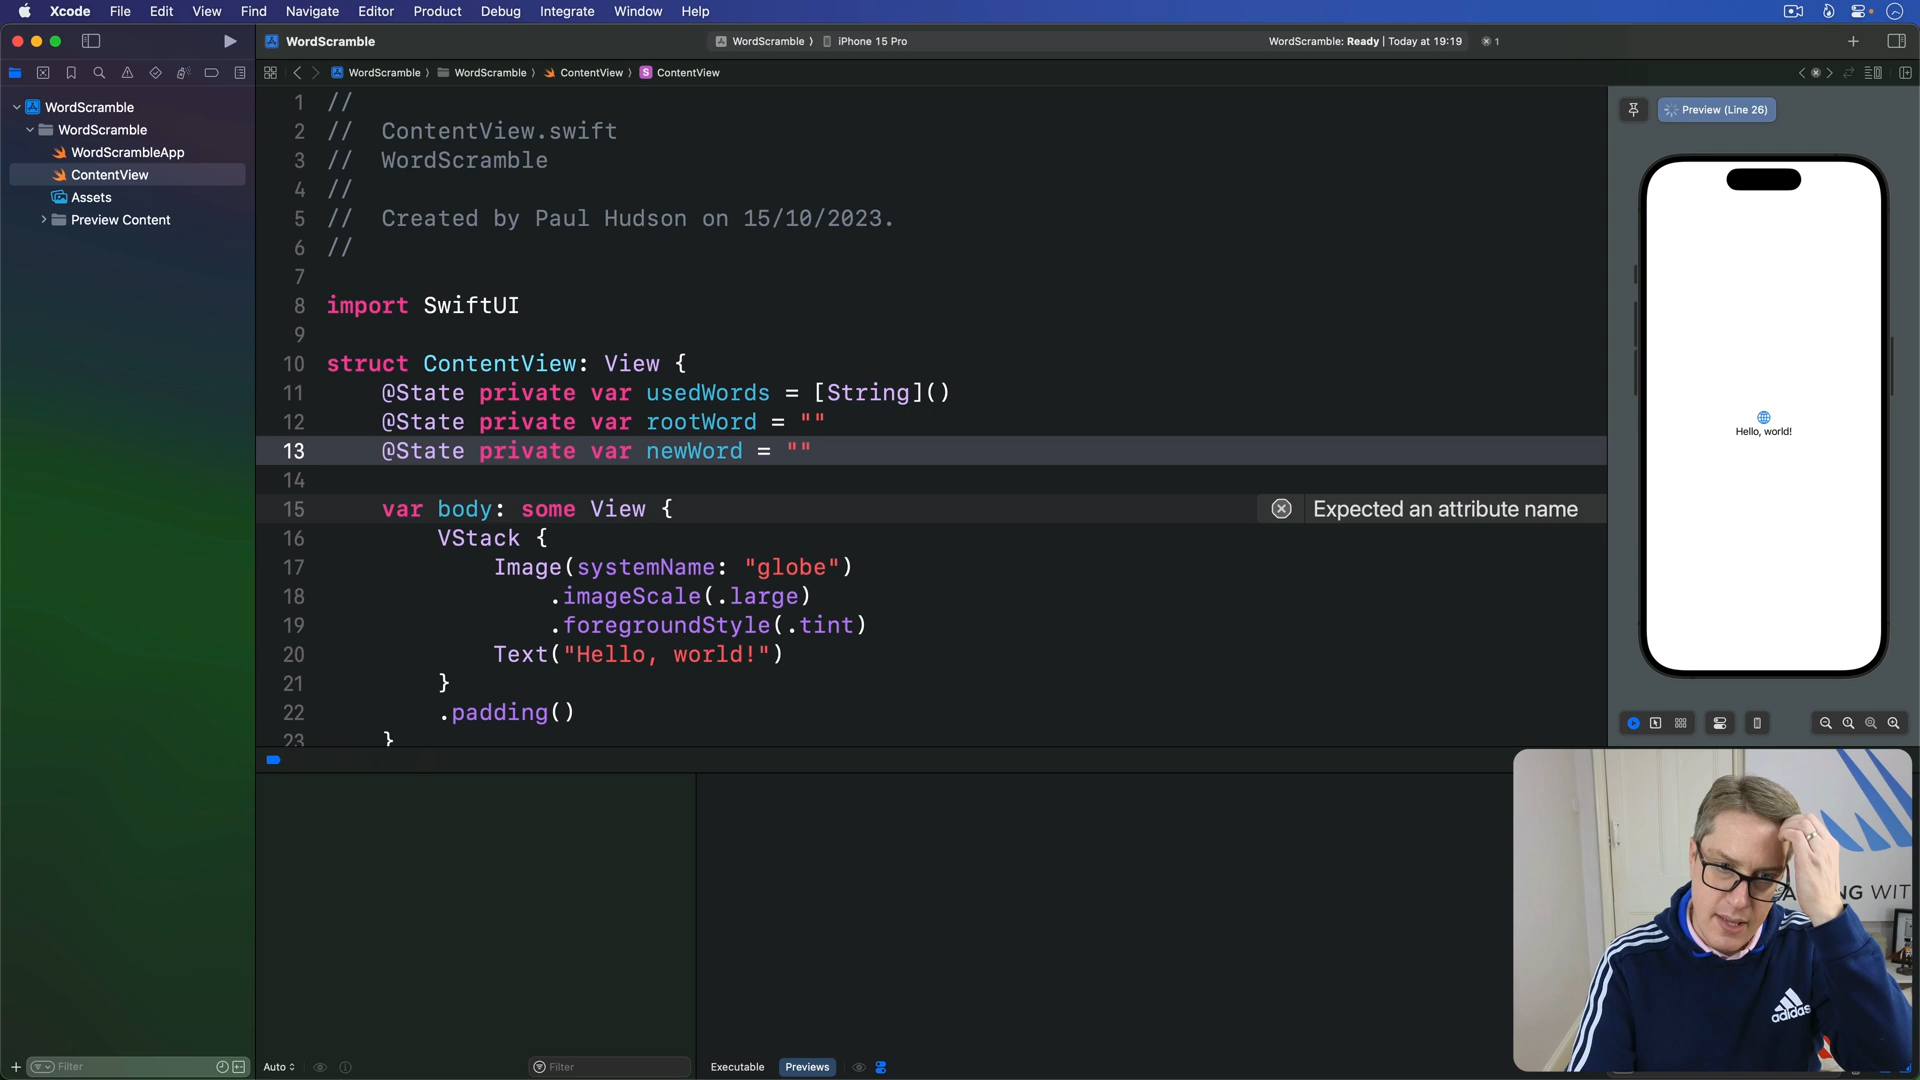 Xcode File Edit View Find Navigate Editor Product Debug Integrate Window Help
WordScramble
WordScramble ⟩ iPhone 15 Pro
WordScramble: Ready | Today at 19:19
1
WordScramble ⟩ WordScramble ⟩ ContentView ⟩ S ContentView
WordScramble
WordScramble
WordScrambleApp
ContentView
Assets
Preview Content
1 //
2 // ContentView.swift
3 // WordScramble
4 //
5 // Created by Paul Hudson on 15/10/2023.
6 //
7
8 import SwiftUI
9
10 struct ContentView: View {
11 @State private var usedWords = [String]()
12 @State private var rootWord = ""
13 @State private var newWord = ""
14
15 var body: some View {
Expected an attribute name
16 VStack {
17 Image(systemName: "globe")
18 .imageScale(.large)
19 .foregroundStyle(.tint)
20 Text("Hello, world!")
21 }
22 .padding()
23 }
Preview (Line 26)
Hello, world!
NG WIT
adidas
Filter
Auto
Filter
Executable
Previews